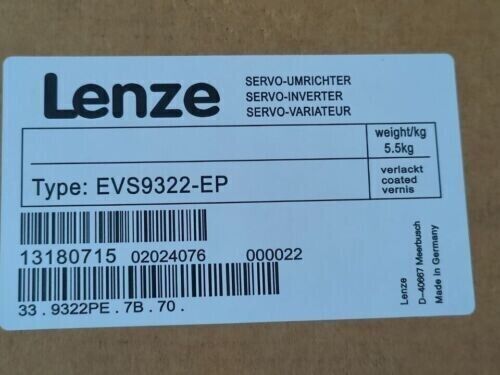 Lenze
SERVO-UMRICHTER
SERVO-INVERTER
SERVO-VARIATEUR
weight/kg
5.5kg
Type: EVS9322-EP
verlackt
coated
vernis
13180715 02024076 000022
33 . 9322PE . 7B . 70 .
Lenze
D-40667 Meerbusch
Made in Germany